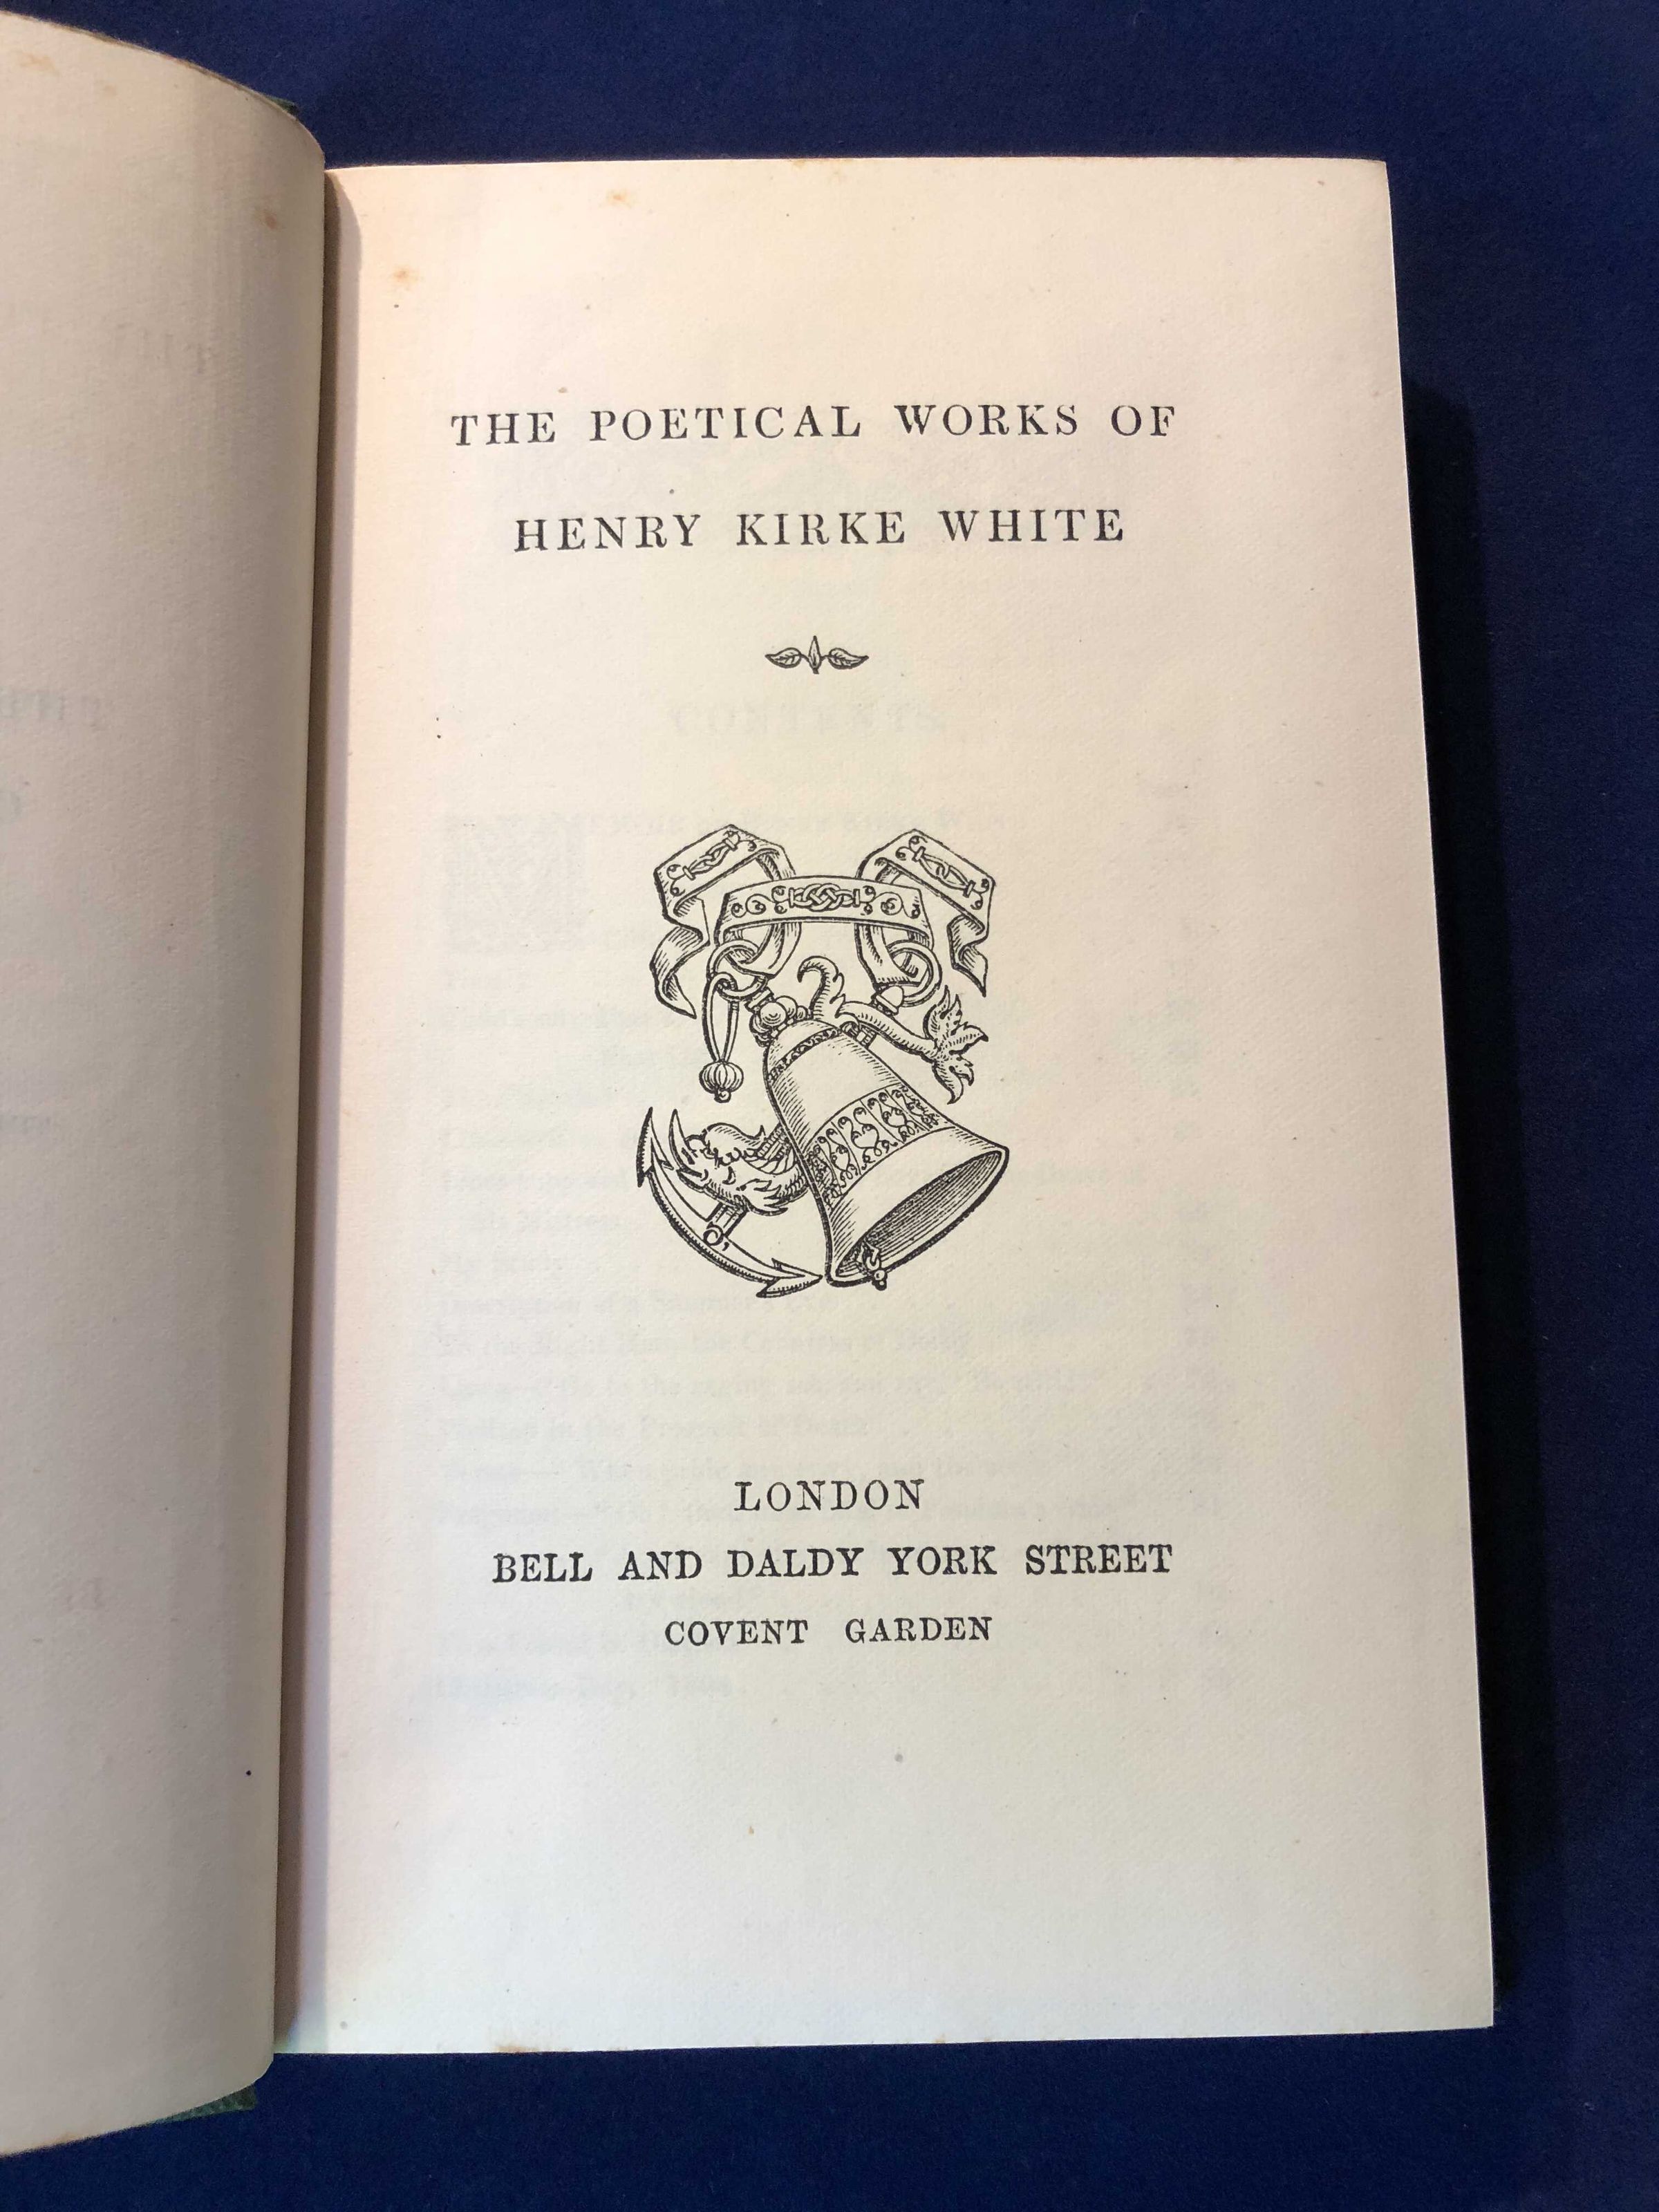 THE POETICAL WORKS OF
HENRY KIRKE WHITE
LONDON
BELL AND DALDY YORK STREET
COVENT GARDEN